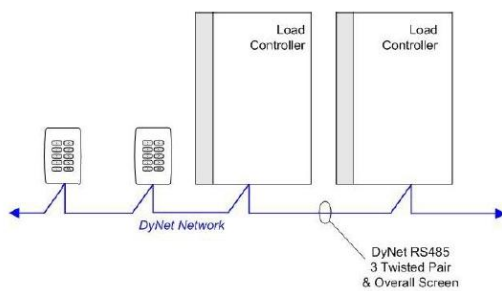 Load
Controller
Load
Controller
DyNet Network
DyNet RS485
3 Twisted Pair
& Overall Screen